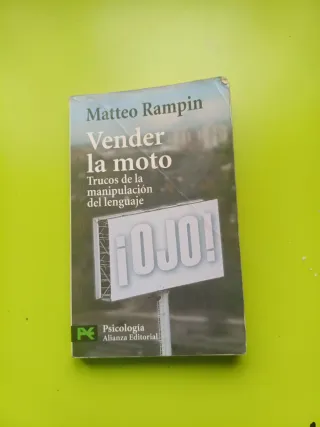 Matteo Rampin
Vender
la moto
Trucos de la
manipulación
del lenguaje
¡OJO!
Psicología
Alianza Editorial